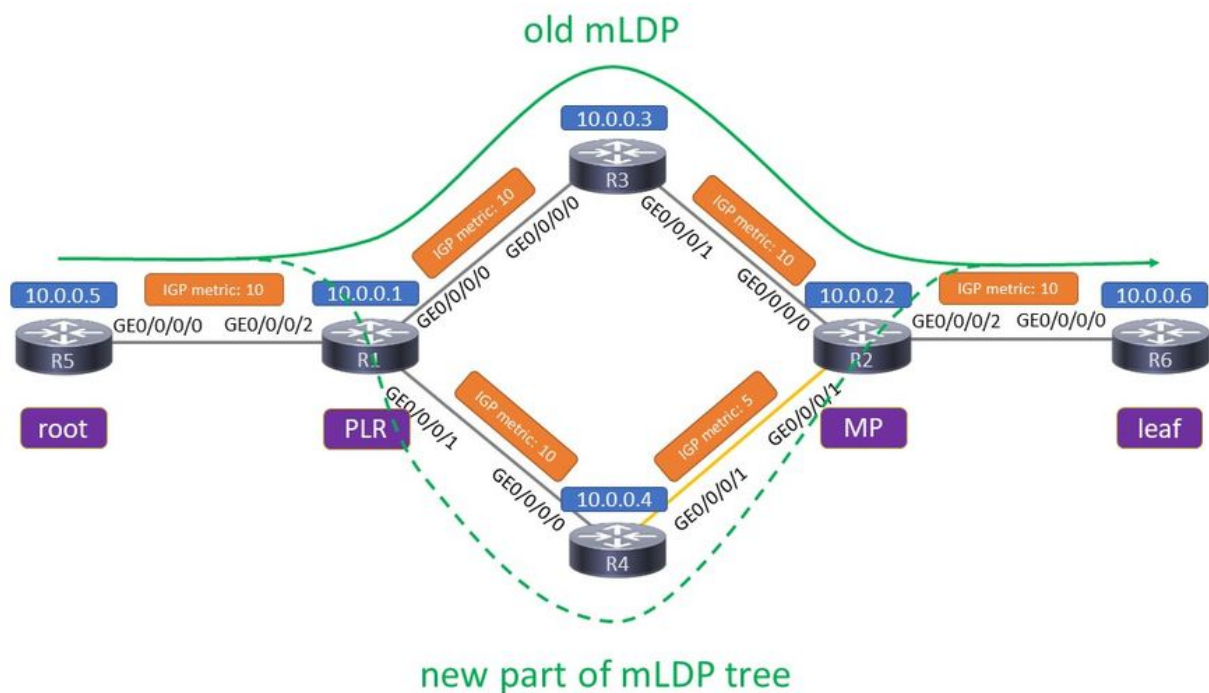 old mLDP
10.0.0.3
R3
IGP metric: 10
GE0/0/0/0
GE0/0/0/1
IGP metric: 10
10.0.0.5
IGP metric: 10
10.0.0.1
GE0/0/0/0
GE0/0/0/0
10.0.0.2
IGP metric: 10
10.0.0.6
GE0/0/0/0
GE0/0/0/2
GE0/0/0/2
GE0/0/0/0
R5
R1
R2
R6
root
PLR
GE0/0/0/1
IGP metric: 10
IGP metric: 5
GE0/0/0/1
MP
leaf
GE0/0/0/0
10.0.0.4
GE0/0/0/1
R4
new part of mLDP tree